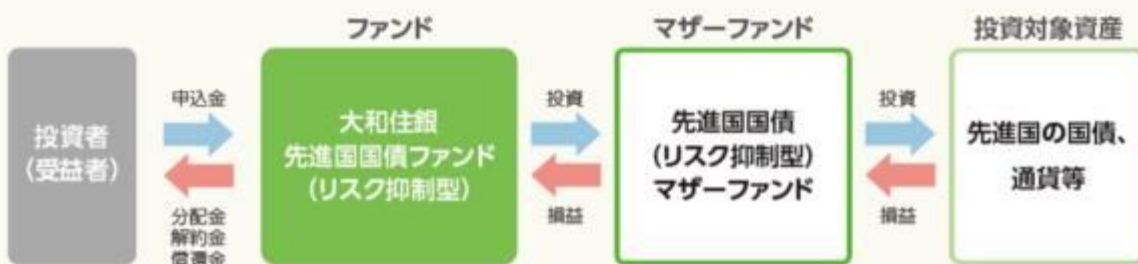 ファンド
マザーファンド
投資対象資産
投資者
(受益者)
申込金
分配金
解約金
償還金
大和住銀
先進国国債ファンド
(リスク抑制型)
投資
損益
先進国国債
(リスク抑制型)
マザーファンド
投資
損益
先進国の国債、
通貨等